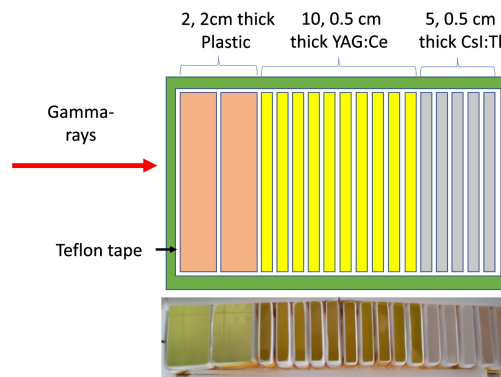 2, 2cm thick
Plastic
10, 0.5 cm
thick YAG:Ce
5, 0.5 cm
thick CsI:Tl
Gamma-
rays
Teflon tape